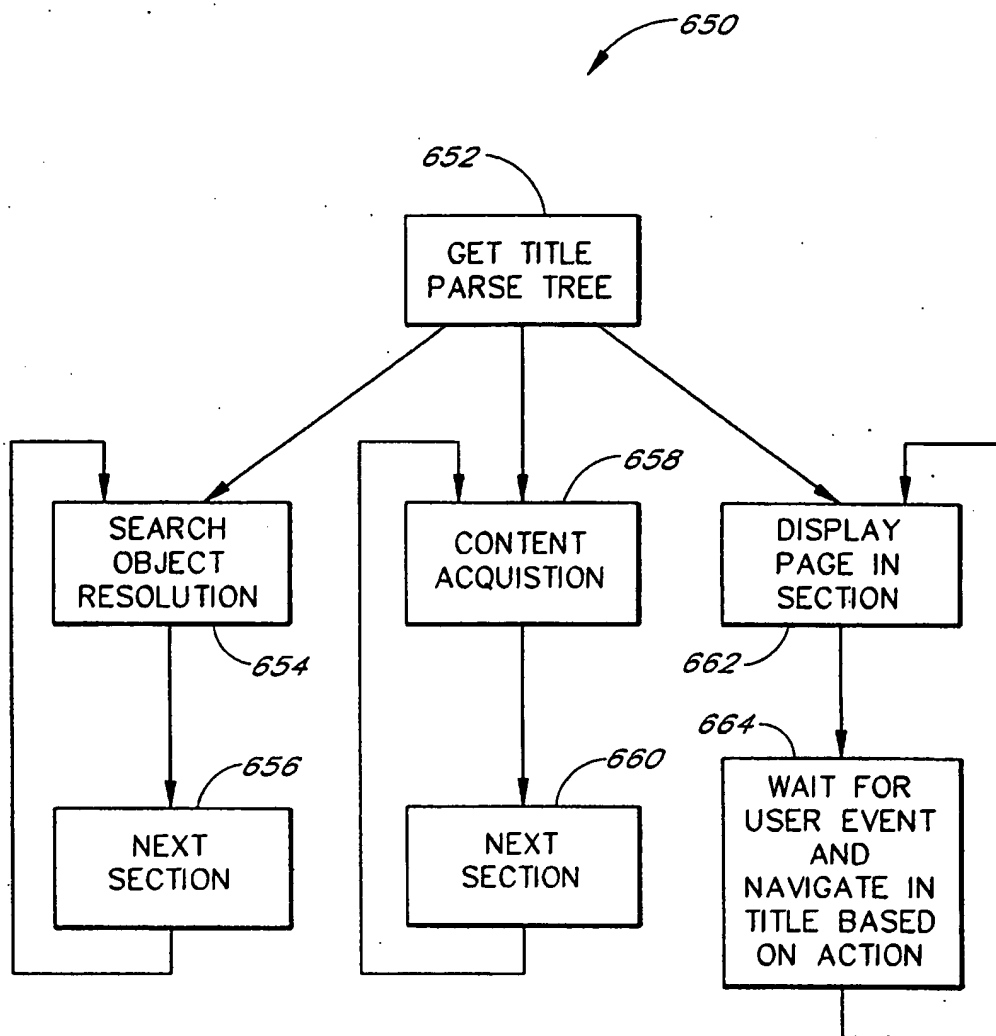 650
652
GET TITLE
PARSE TREE
658
SEARCH
OBJECT
RESOLUTION
CONTENT
ACQUISTION
DISPLAY
PAGE IN
SECTION
654
662
664
656
660
NEXT
SECTION
NEXT
SECTION
WAIT FOR
USER EVENT
AND
NAVIGATE IN
TITLE BASED
ON ACTION